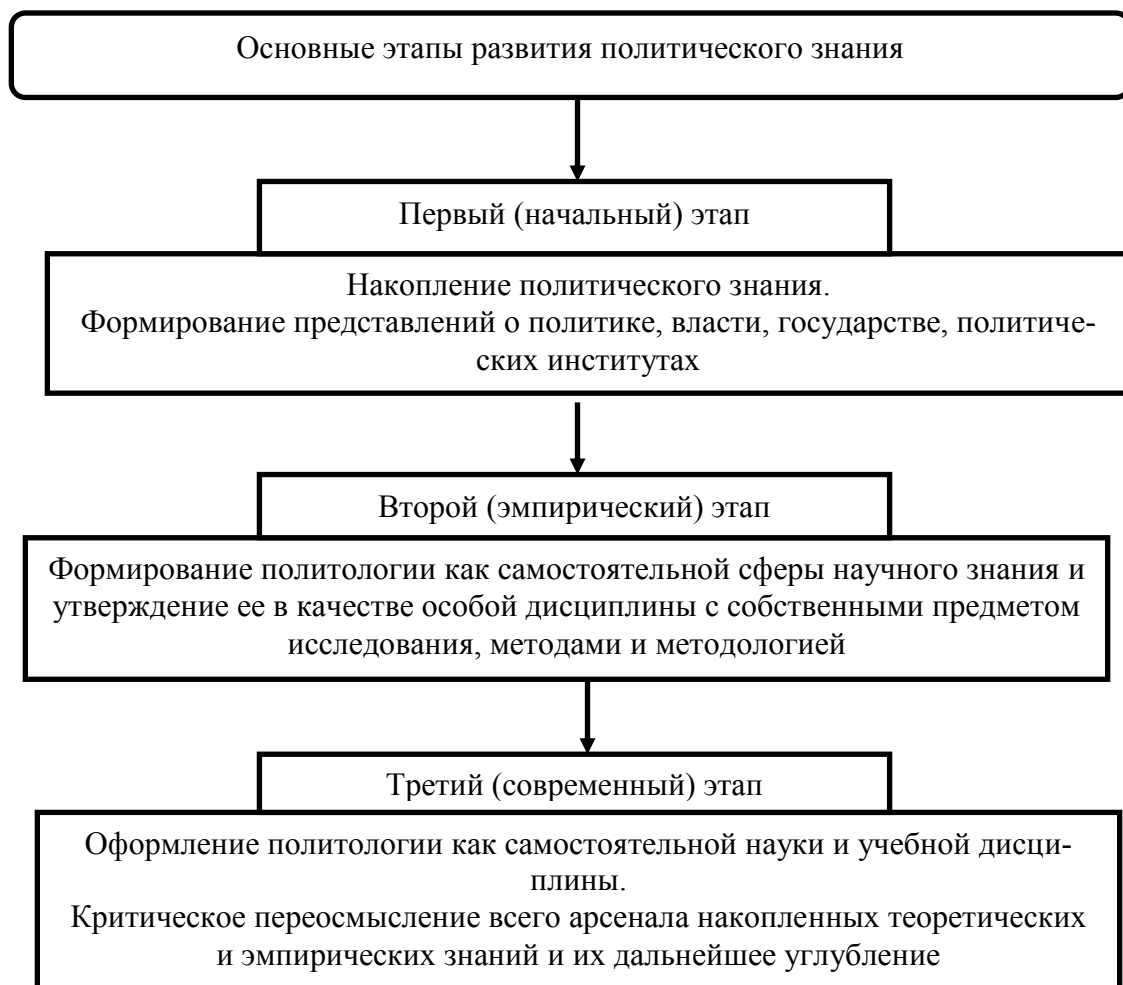 Основные этапы развития политического знания
Первый (начальный) этап
Накопление политического знания.
Формирование представлений о политике, власти, государстве, политиче-
ских институтах
Второй (эмпирический) этап
Формирование политологии как самостоятельной сферы научного знания и
утверждение ее в качестве особой дисциплины с собственными предметом
исследования, методами и методологией
Третий (современный) этап
Оформление политологии как самостоятельной науки и учебной дисци-
плины.
Критическое переосмысление всего арсенала накопленных теоретических
и эмпирических знаний и их дальнейшее углубление